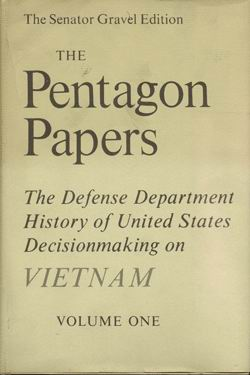 The Senator Gravel Edition
THE
Pentagon
Papers
The Defense Department
History of United States
Decisionmaking on
VIETNAM
VOLUME ONE